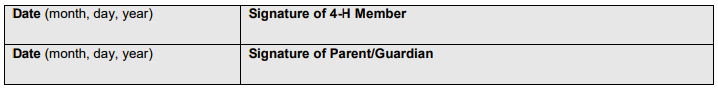 Date (month, day, year) Signature of 4-H Member
Date (month, day, year) Signature of Parent/Guardian